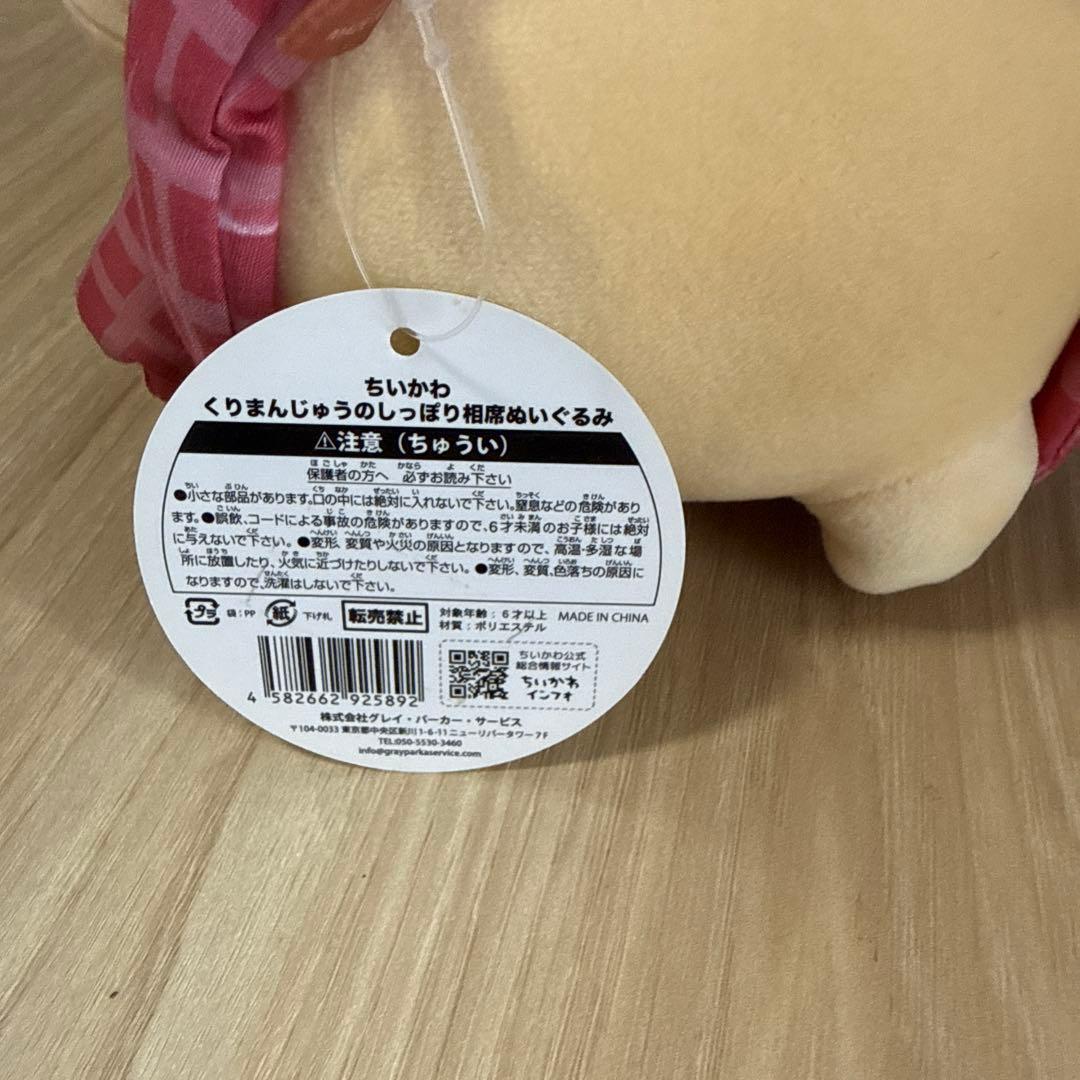 ちいかわ
くりまんじゅうのしっぽり相席ぬいぐるみ
⚠注意（ちゅうい）
保護者の方へ 必ずお読み下さい
●小さな部品があります。口の中には絶対に入れないで下さい。窒息などの危険があり
ます。●誤飲、コードによる事故の危険がありますので、6才未満のお子様には絶対
に与えないで下さい。●変形、変質や火災の原因となりますので、高温・多湿な場
所に放置したり、火気に近づけたりしないで下さい。●変形、変質、色落ちの原因に
なりますので、洗濯はしないで下さい。
プラ 袋：PP 紙 下げ札 転売禁止 対象年齢：6才以上 MADE IN CHINA
材質：ポリエステル
ちいかわ公式
総合情報サイト
ちいかわ
インフォ
4 582662 925892
株式会社グレイ・パーカー・サービス
〒104-0033 東京都中央区新川1-6-11ニューリバータワー7F
TEL:050-5530-3460
info@grayparkaservice.com